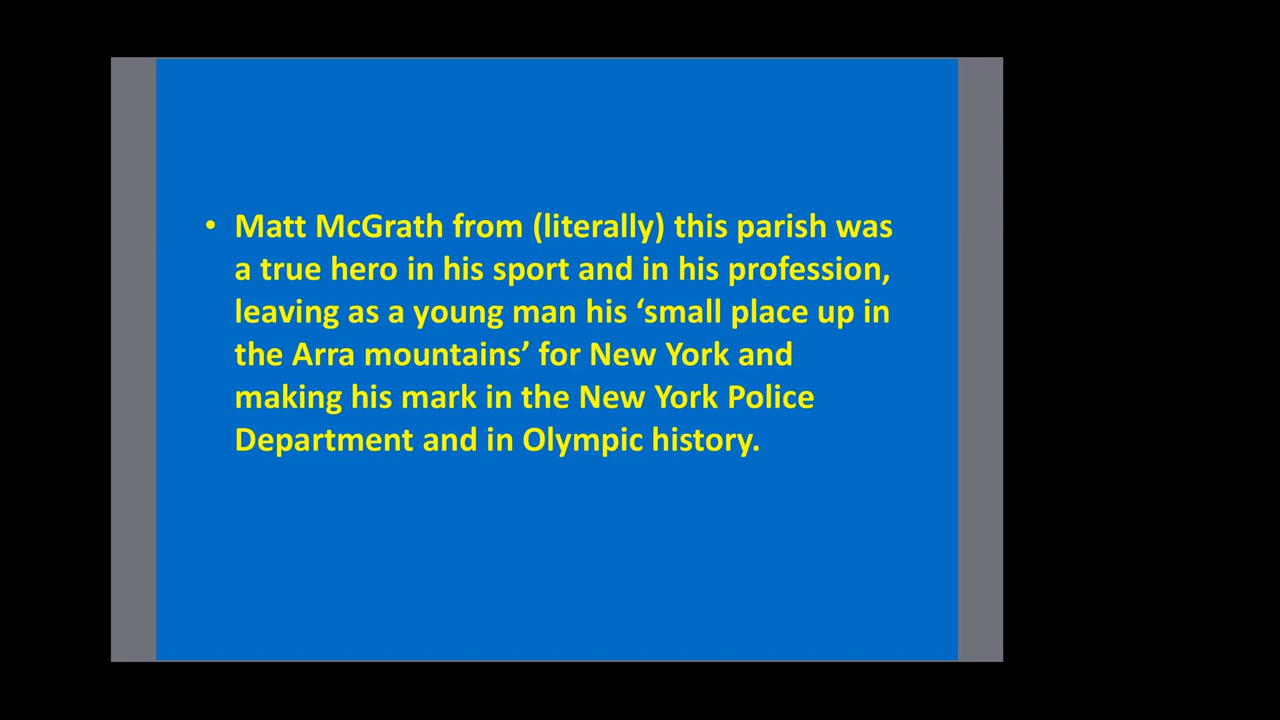 • Matt McGrath from (literally) this parish was
a true hero in his sport and in his profession,
leaving as a young man his ‘small place up in
the Arra mountains’ for New York and
making his mark in the New York Police
Department and in Olympic history.